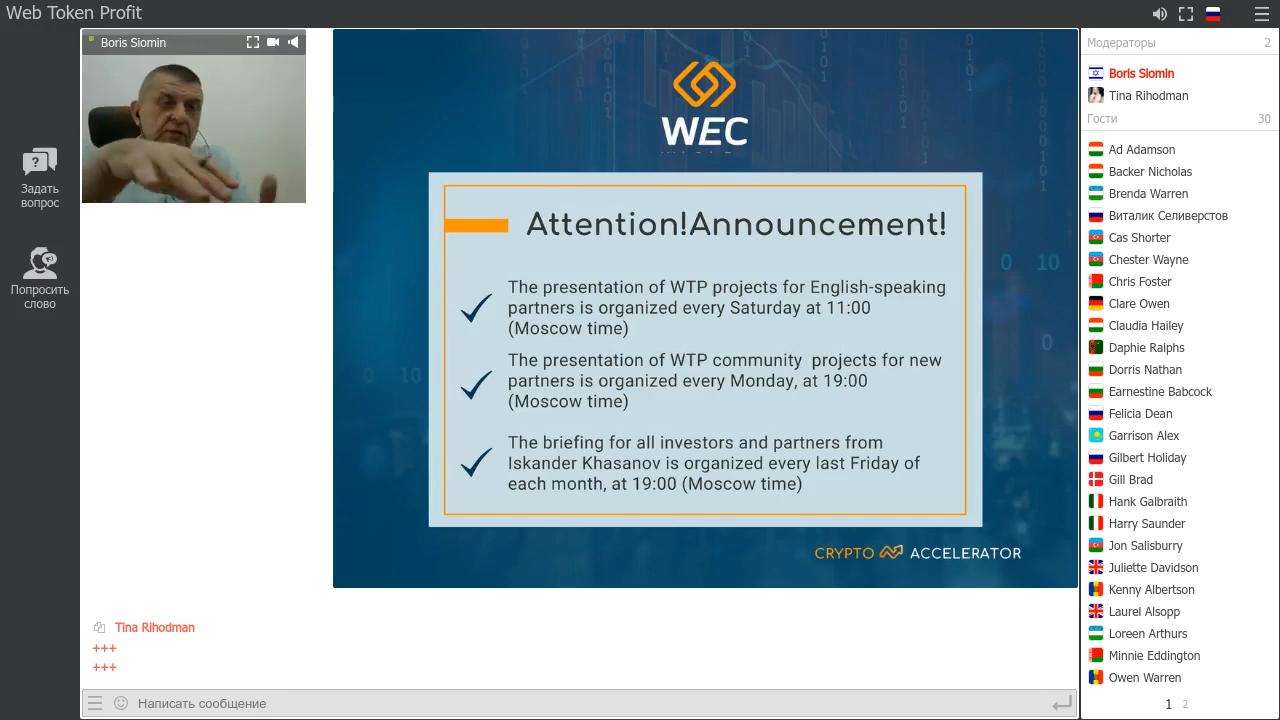 Web Token Profit
Boris Slomin
Задать
вопрос
Попросить
слово
WEC
Attention!Announcement!
The presentation of WTP projects for English-speaking
partners is organized every Saturday at 11:00
(Moscow time)
The presentation of WTP community projects for new
partners is organized every Monday, at 19:00
(Moscow time)
The briefing for all investors and partners from
Iskander Khasanov is organized every last Friday of
each month, at 19:00 (Moscow time)
CRYPTO ACCELERATOR
Tina Rihodman
+++
+++
Написать сообщение
Модераторы 2
Boris Slomin
Tina Rihodman
Гости 30
Ad Adamson
Backer Nicholas
Brenda Warren
Виталик Селиверстов
Cas Shorter
Chester Wayne
Chris Foster
Clare Owen
Claudia Hailey
Daphie Ralphs
Dorris Nathan
Earnestine Babcock
Felicia Dean
Garrison Alex
Gilbert Holiday
Gill Brad
Hank Galbraith
Harry Saunder
Jon Salisburry
Juliette Davidson
Kenny Albertson
Laurel Alsopp
Loreen Arthurs
Minnie Eddington
Owen Warren
1 2